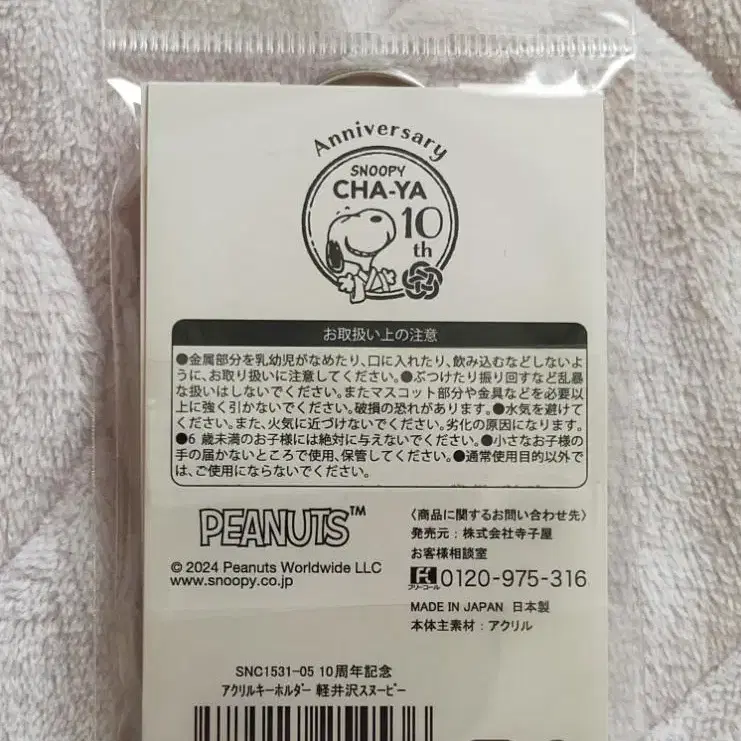 Anniversary
SNOOPY
CHA-YA
10
th
お取扱い上の注意
●金属部分を乳幼児がなめたり、口に入れたり、飲み込むなどしないよ
うに、お取り扱いに注意してください。●ぶつけたり振り回すなど乱暴
な扱いはしないでください。またマスコット部分や金具などを必要以
上に強く引かないでください。破損の恐れがあります。●水気を避けて
ください。また、火気に近づけないでください。劣化の原因になります。
●6 歳未満のお子様には絶対に与えないでください。●小さなお子様の
手の届かないところで使用、保管してください。●通常使用目的以外で
は、ご使用にならないでください。
PEANUTS™
© 2024 Peanuts Worldwide LLC
www.snoopy.co.jp
〈商品に関するお問い合わせ先〉
発売元：株式会社寺子屋
お客様相談室
フリーコール 0120-975-316
MADE IN JAPAN 日本製
本体主素材：アクリル
SNC1531-05 10周年記念
アクリルキーホルダー 軽井沢スヌーピー